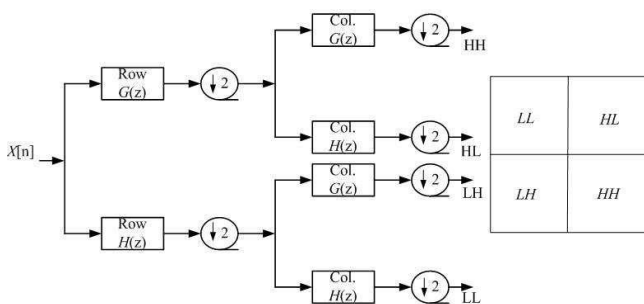 Col.
G(z)
↓ 2
HH
Row
G(z)
↓ 2
Col.
H(z)
↓ 2
HL
X[n]
Col.
G(z)
↓ 2
LH
Row
H(z)
↓ 2
Col.
H(z)
↓ 2
LL
LL HL
LH HH